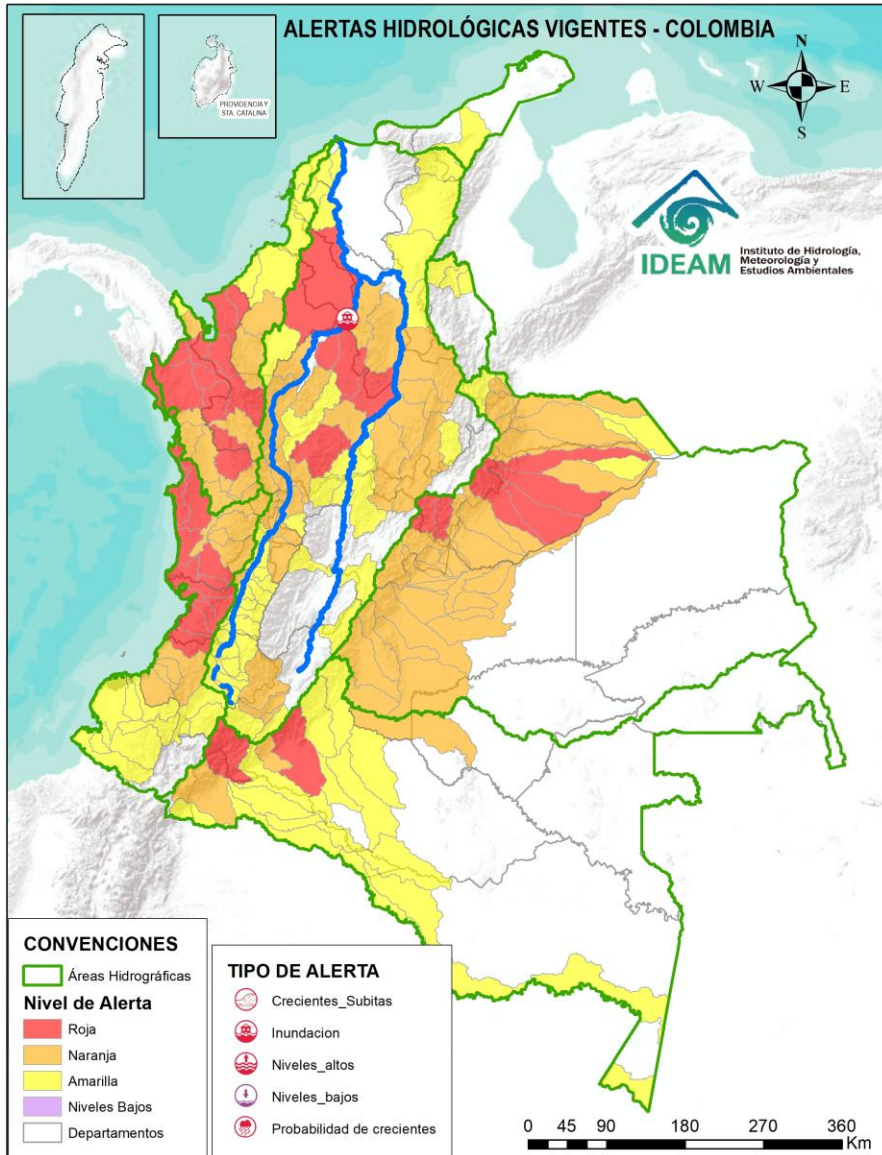 ALERTAS HIDROLÓGICAS VIGENTES - COLOMBIA
PROVIDENCIA Y
STA. CATALINA
N
W
E
S
IDEAM
Instituto de Hidrología,
Meteorología y
Estudios Ambientales
CONVENCIONES
Áreas Hidrográficas
Nivel de Alerta
Roja
Naranja
Amarilla
Niveles Bajos
Departamentos
TIPO DE ALERTA
Crecientes_Subitas
Inundacion
Niveles_altos
Niveles_bajos
Probabilidad de crecientes
0 45 90 180 270 360
Km